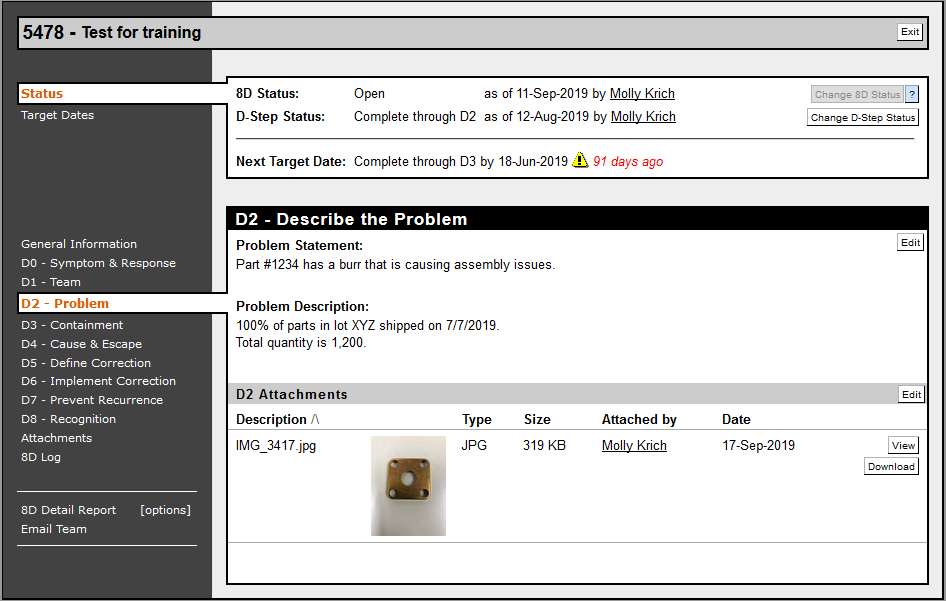 5478 - Test for training
Exit
Status
Target Dates
8D Status: Open as of 11-Sep-2019 by Molly Krich Change 8D Status ?
D-Step Status: Complete through D2 as of 12-Aug-2019 by Molly Krich Change D-Step Status
Next Target Date: Complete through D3 by 18-Jun-2019 91 days ago
General Information
D0 - Symptom & Response
D1 - Team
D2 - Problem
D3 - Containment
D4 - Cause & Escape
D5 - Define Correction
D6 - Implement Correction
D7 - Prevent Recurrence
D8 - Recognition
Attachments
8D Log
8D Detail Report [options]
Email Team
D2 - Describe the Problem
Problem Statement: Edit
Part #1234 has a burr that is causing assembly issues.
Problem Description:
100% of parts in lot XYZ shipped on 7/7/2019.
Total quantity is 1,200.
D2 Attachments Edit
Description /\ Type Size Attached by Date
IMG_3417.jpg JPG 319 KB Molly Krich 17-Sep-2019 View
Download